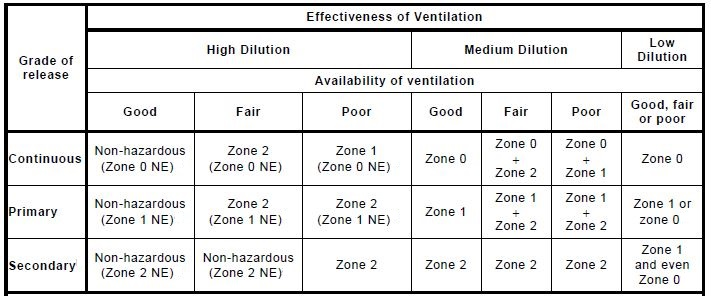 Grade of
release
Effectiveness of Ventilation
High Dilution
Medium Dilution
Low
Dilution
Availability of ventilation
Good
Fair
Poor
Good
Fair
Poor
Good, fair
or poor
Continuous
Non-hazardous
(Zone 0 NE)
Zone 2
(Zone 0 NE)
Zone 1
(Zone 0 NE)
Zone 0
Zone 0
+
Zone 2
Zone 0
+
Zone 1
Zone 0
Primary
Non-hazardous
(Zone 1 NE)
Zone 2
(Zone 1 NE)
Zone 2
(Zone 1 NE)
Zone 1
Zone 1
+
Zone 2
Zone 1
+
Zone 2
Zone 1 or
zone 0
Secondary
Non-hazardous
(Zone 2 NE)
Non-hazardous
(Zone 2 NE)
Zone 2
Zone 2
Zone 2
Zone 2
Zone 1
and even
Zone 0